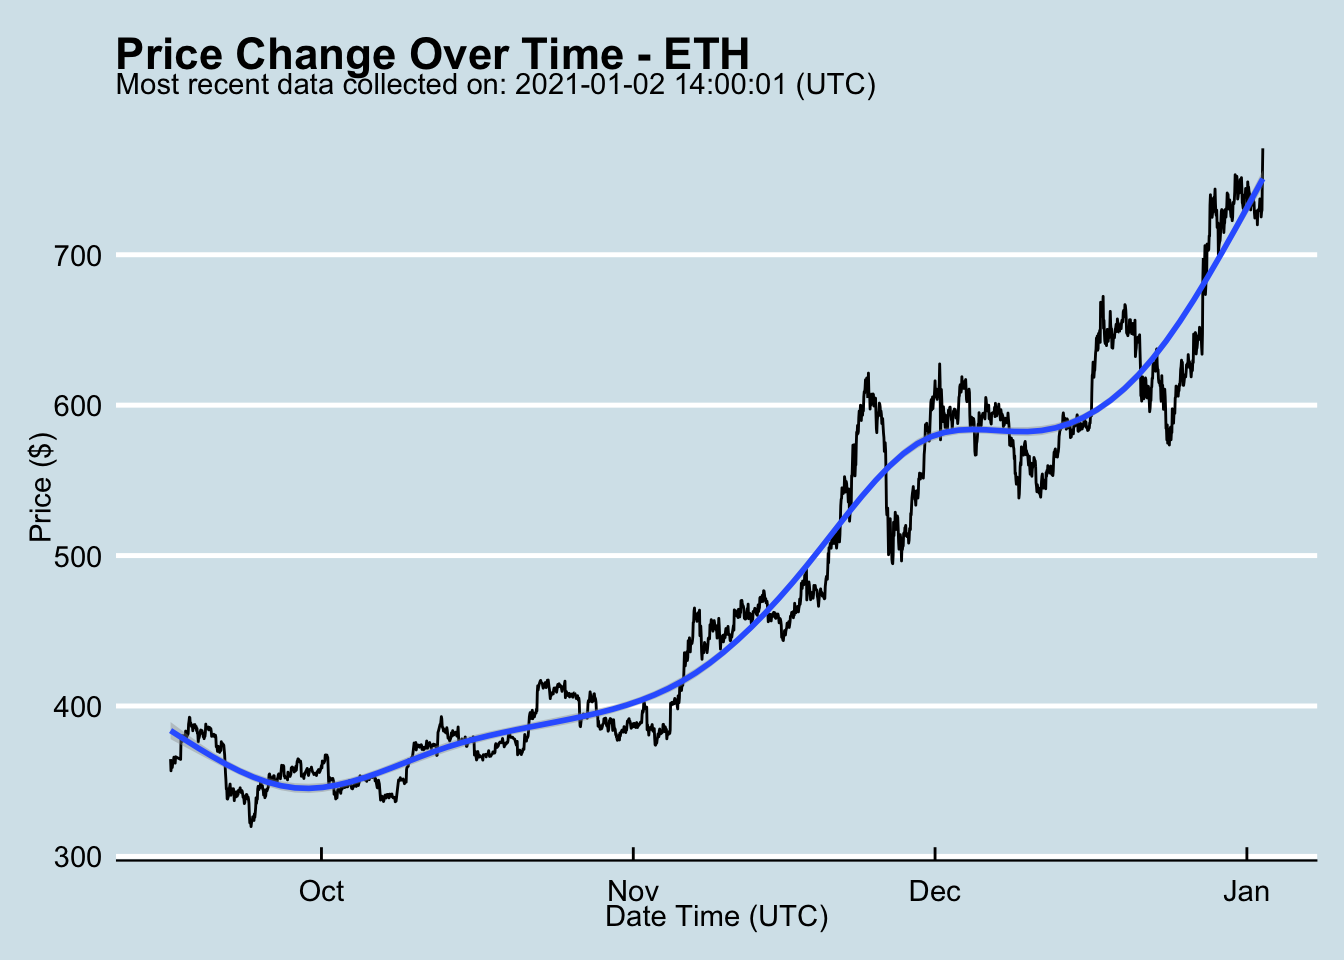 Price Change Over Time - ETH
Most recent data collected on: 2021-01-02 14:00:01 (UTC)
Price ($)
700
600
500
400
300
Oct Nov Dec Jan
Date Time (UTC)